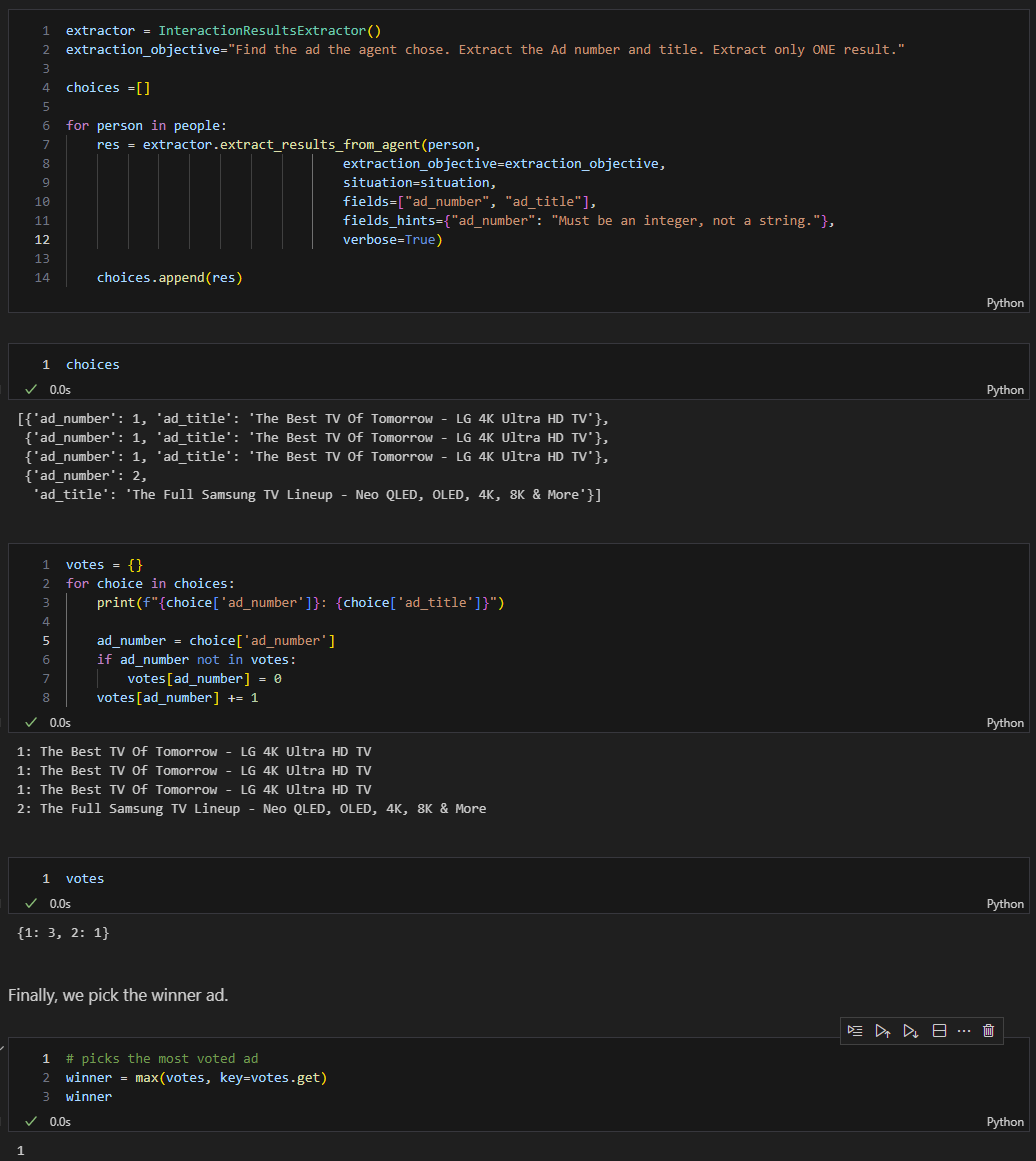 1 extractor = InteractionResultsExtractor()
2 extraction_objective="Find the ad the agent chose. Extract the Ad number and title. Extract only ONE result."
3
4 choices =[]
5
6 for person in people:
7     res = extractor.extract_results_from_agent(person,
8                                     extraction_objective=extraction_objective,
9                                     situation=situation,
10                                     fields=["ad_number", "ad_title"],
11                                     fields_hints={"ad_number": "Must be an integer, not a string."},
12                                     verbose=True)
13
14     choices.append(res)
Python
1 choices
0.0s
Python
[{'ad_number': 1, 'ad_title': 'The Best TV Of Tomorrow - LG 4K Ultra HD TV'},
 {'ad_number': 1, 'ad_title': 'The Best TV Of Tomorrow - LG 4K Ultra HD TV'},
 {'ad_number': 1, 'ad_title': 'The Best TV Of Tomorrow - LG 4K Ultra HD TV'},
 {'ad_number': 2,
  'ad_title': 'The Full Samsung TV Lineup - Neo QLED, OLED, 4K, 8K & More'}]
1 votes = {}
2 for choice in choices:
3     print(f"{choice['ad_number']}: {choice['ad_title']}")
4
5     ad_number = choice['ad_number']
6     if ad_number not in votes:
7         votes[ad_number] = 0
8     votes[ad_number] += 1
0.0s
Python
1: The Best TV Of Tomorrow - LG 4K Ultra HD TV
1: The Best TV Of Tomorrow - LG 4K Ultra HD TV
1: The Best TV Of Tomorrow - LG 4K Ultra HD TV
2: The Full Samsung TV Lineup - Neo QLED, OLED, 4K, 8K & More
1 votes
0.0s
Python
{1: 3, 2: 1}
Finally, we pick the winner ad.
1 # picks the most voted ad
2 winner = max(votes, key=votes.get)
3 winner
0.0s
Python
1